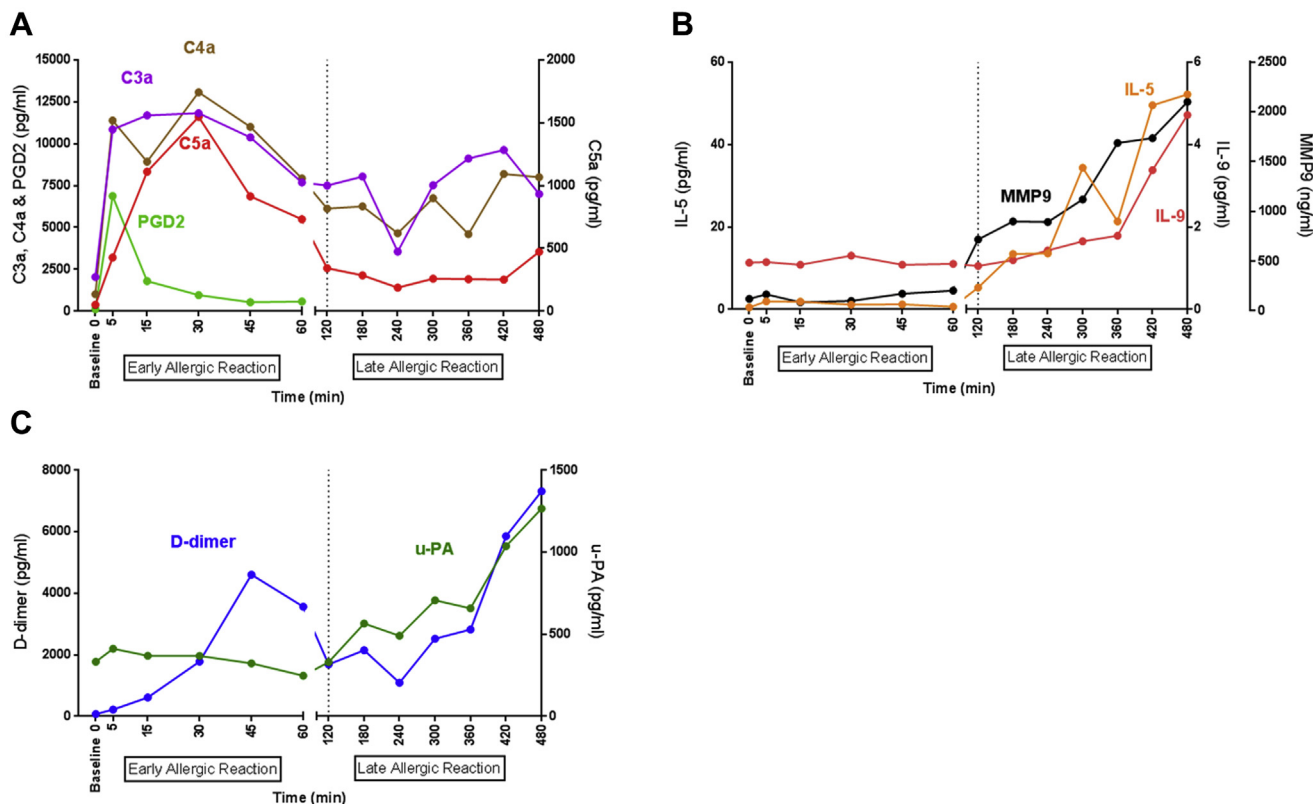 A
C4a
C3a
C5a
PGD2
C3a, C4a & PGD2 (pg/ml)
15000
12500
10000
7500
5000
2500
0
2000
1500
1000
500
0
C5a
(pg/ml)
Baseline 0
5
15
30
45
60
120
180
240
300
360
420
480
Early Allergic Reaction
Late Allergic Reaction
Time (min)
B
IL-5
MMP9
IL-9
IL-5 (pg/ml)
60
40
20
0
6
4
2
0
IL-9 (pg/ml)
2500
2000
1500
1000
500
0
MMP9 (ng/ml)
Baseline 0
5
15
30
45
60
120
180
240
300
360
420
480
Early Allergic Reaction
Late Allergic Reaction
Time (min)
C
D-dimer
u-PA
D-dimer (pg/ml)
8000
6000
4000
2000
0
1500
1000
500
0
u-PA
(pg/ml)
Baseline 0
5
15
30
45
60
120
180
240
300
360
420
480
Early Allergic Reaction
Late Allergic Reaction
Time (min)